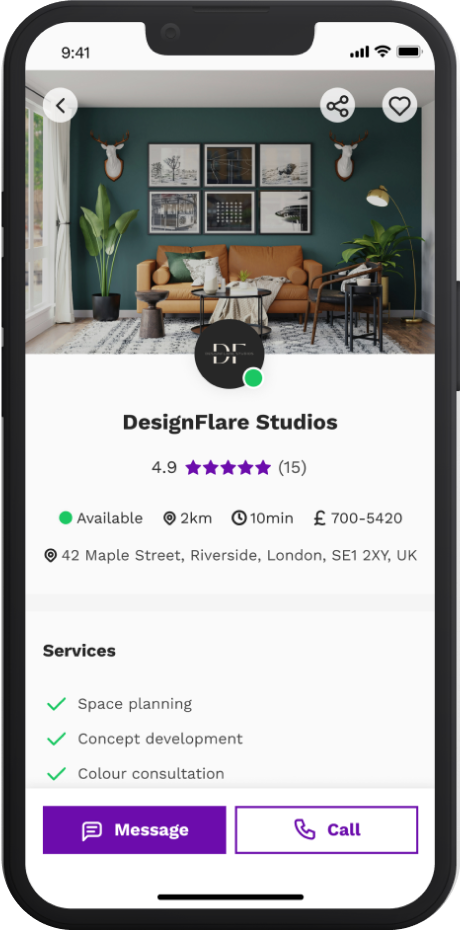 9:41
DF
DesignFlare Studios
4.9 (15)
Available 2km 10min £ 700-5420
42 Maple Street, Riverside, London, SE1 2XY, UK
Services
Space planning
Concept development
Colour consultation
Message Call